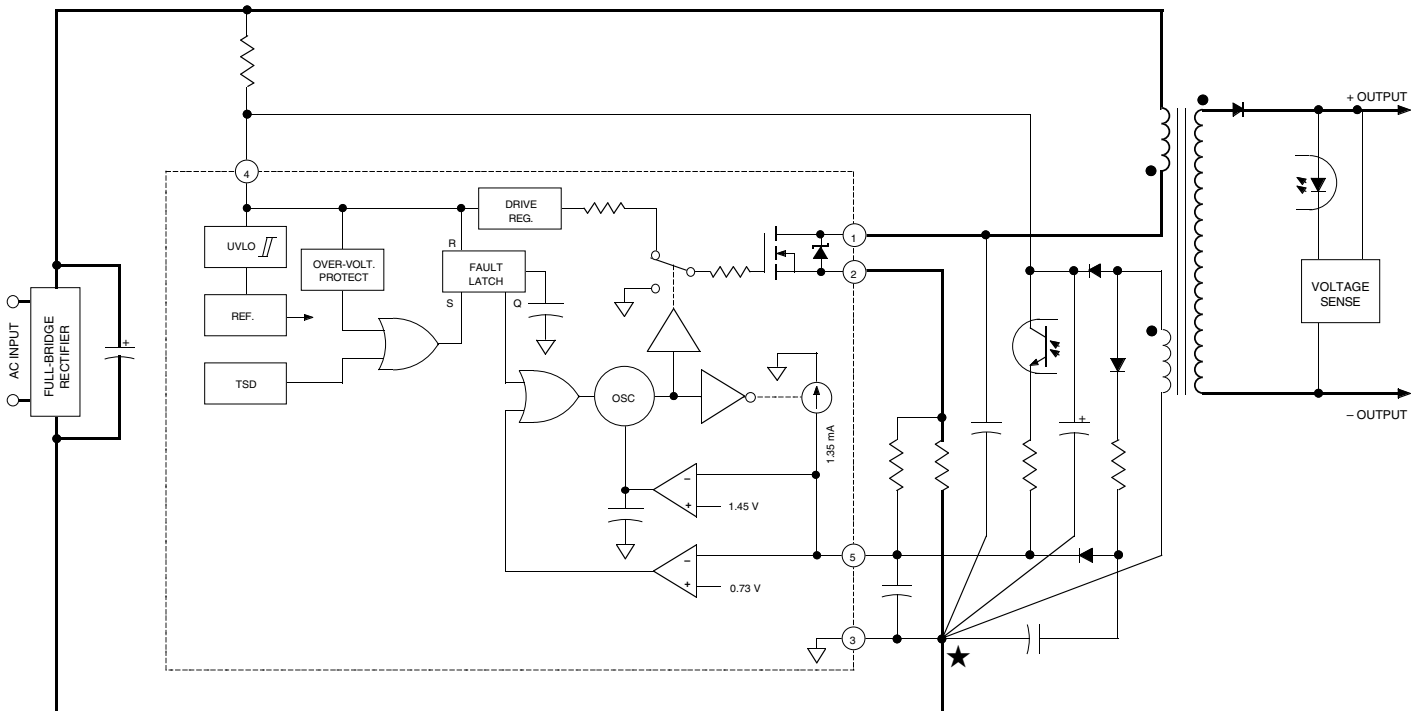 + OUTPUT
4
DRIVE
REG.
R
UVLO
OVER-VOLT.
PROTECT
FAULT
LATCH
1
2
S
Q
VOLTAGE
SENSE
REF.
AC INPUT
FULL-BRIDGE
RECTIFIER
+
TSD
OSC
– OUTPUT
+
1.35 mA
–
+
1.45 V
5
–
+
0.73 V
3